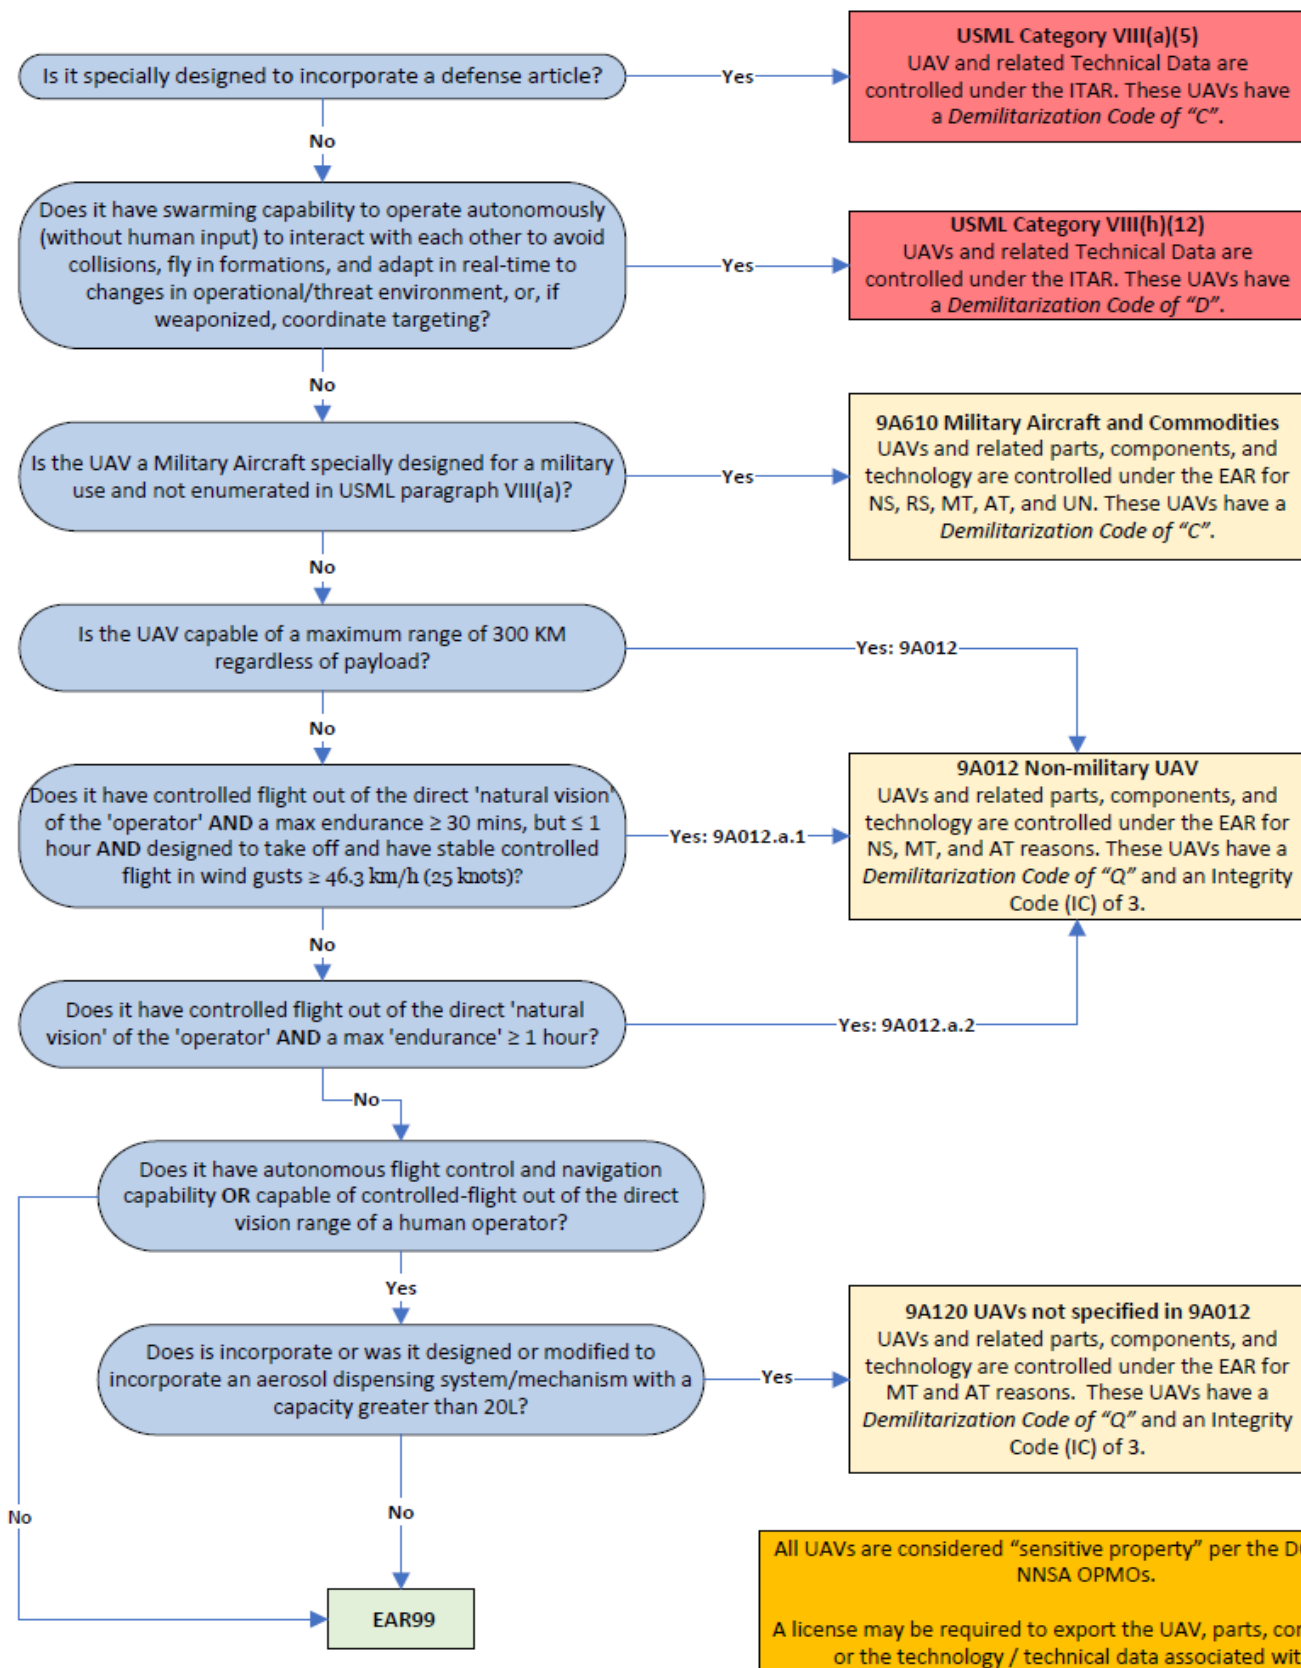 Is it specially designed to incorporate a defense article?
Yes
USML Category VIII(a)(5)
UAV and related Technical Data are
controlled under the ITAR. These UAVs have
a Demilitarization Code of “C”.
No
Does it have swarming capability to operate autonomously
(without human input) to interact with each other to avoid
collisions, fly in formations, and adapt in real-time to
changes in operational/threat environment, or, if
weaponized, coordinate targeting?
Yes
USML Category VIII(h)(12)
UAVs and related Technical Data are
controlled under the ITAR. These UAVs have
a Demilitarization Code of “D”.
No
Is the UAV a Military Aircraft specially designed for a military
use and not enumerated in USML paragraph VIII(a)?
Yes
9A610 Military Aircraft and Commodities
UAVs and related parts, components, and
technology are controlled under the EAR for
NS, RS, MT, AT, and UN. These UAVs have a
Demilitarization Code of “C”.
No
Is the UAV capable of a maximum range of 300 KM
regardless of payload?
Yes: 9A012
No
Does it have controlled flight out of the direct 'natural vision'
of the 'operator' AND a max endurance ≥ 30 mins, but ≤ 1
hour AND designed to take off and have stable controlled
flight in wind gusts ≥ 46.3 km/h (25 knots)?
Yes: 9A012.a.1
9A012 Non-military UAV
UAVs and related parts, components, and
technology are controlled under the EAR for
NS, MT, and AT reasons. These UAVs have a
Demilitarization Code of “Q” and an Integrity
Code (IC) of 3.
No
Does it have controlled flight out of the direct 'natural
vision' of the 'operator' AND a max 'endurance' ≥ 1 hour?
Yes: 9A012.a.2
No
Does it have autonomous flight control and navigation
capability OR capable of controlled-flight out of the direct
vision range of a human operator?
Yes
Does is incorporate or was it designed or modified to
incorporate an aerosol dispensing system/mechanism with a
capacity greater than 20L?
Yes
9A120 UAVs not specified in 9A012
UAVs and related parts, components, and
technology are controlled under the EAR for
MT and AT reasons. These UAVs have a
Demilitarization Code of “Q” and an Integrity
Code (IC) of 3.
No
No
EAR99
All UAVs are considered “sensitive property” per the
NNSA OPMOs.
A license may be required to export the UAV, parts,
or the technology / technical data associated